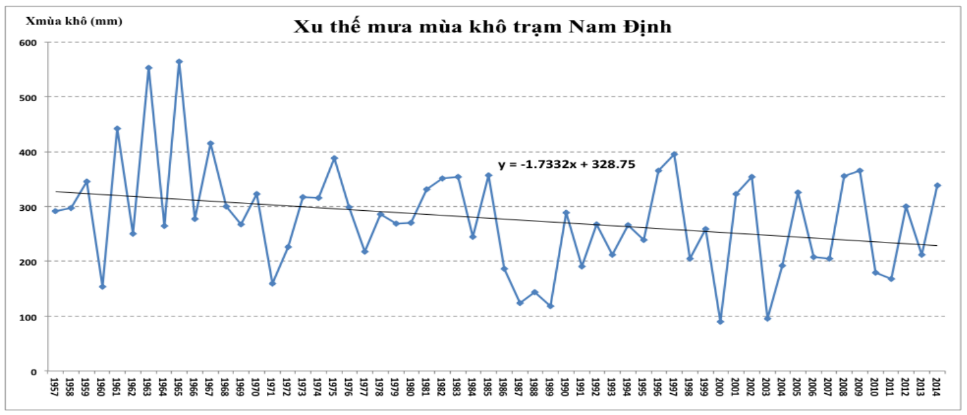 Xmùa khô (mm)
Xu thế mưa mùa khô trạm Nam Định
600
500
400
300
200
100
0
y = -1.7332x + 328.75
1957 1958 1959 1960 1961 1962 1963 1964 1965 1966 1967 1968 1969 1970 1971 1972 1973 1974 1975 1976 1977 1978 1979 1980 1981 1982 1983 1984 1985 1986 1987 1988 1989 1990 1991 1992 1993 1994 1995 1996 1997 1998 1999 2000 2001 2002 2003 2004 2005 2006 2007 2008 2009 2010 2011 2012 2013 2014